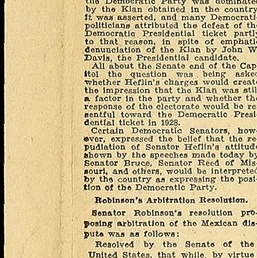 the Democratic Party was dominated
by the Klan obtained in the country
it was asserted, and many Democratic
politicians attributed the defeat of the
Democratic Presidential ticket partly
to that reason, in spite of emphatic
denunciation of the Klan by John W.
Davis, the Presidential candidate.
All about the Senate end of the Cap-
itol the question was being asked
whether Heflin's charges would create
the impression that the Klan was still
a factor in the party and whether the
response of the electorate would be re-
sentful toward the Democratic Presi-
dential ticket in 1928.
Certain Democratic Senators, how-
ever, expressed the belief that the re-
pudiation of Senator Heflin's attitude
shown by the speeches made today by
Senator Bruce, Senator Reed of Mis-
souri, and others, would be interpreted
by the country as expressing the posi-
tion of the Democratic Party.
Robinson's Arbitration Resolution.
Senator Robinson's resolution pro-
posing arbitration of the Mexican dis-
pute was as follows:
Resolved by the Senate of the
United States, that while, by virtue